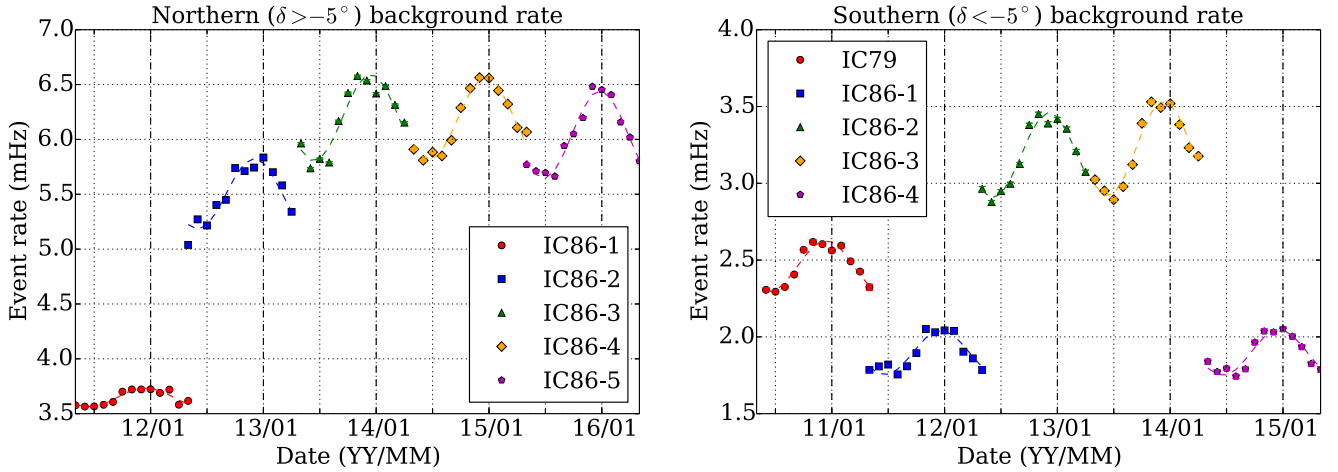 Northern (δ>−5°) background rate
Event rate (mHz)
7.0
6.5
6.0
5.5
5.0
4.5
4.0
3.5
IC86-1
IC86-2
IC86-3
IC86-4
IC86-5
12/01 13/01 14/01 15/01 16/01
Date (YY/MM)
Southern (δ<−5°) background rate
Event rate (mHz)
4.0
3.5
3.0
2.5
2.0
1.5
IC79
IC86-1
IC86-2
IC86-3
IC86-4
11/01 12/01 13/01 14/01 15/01
Date (YY/MM)